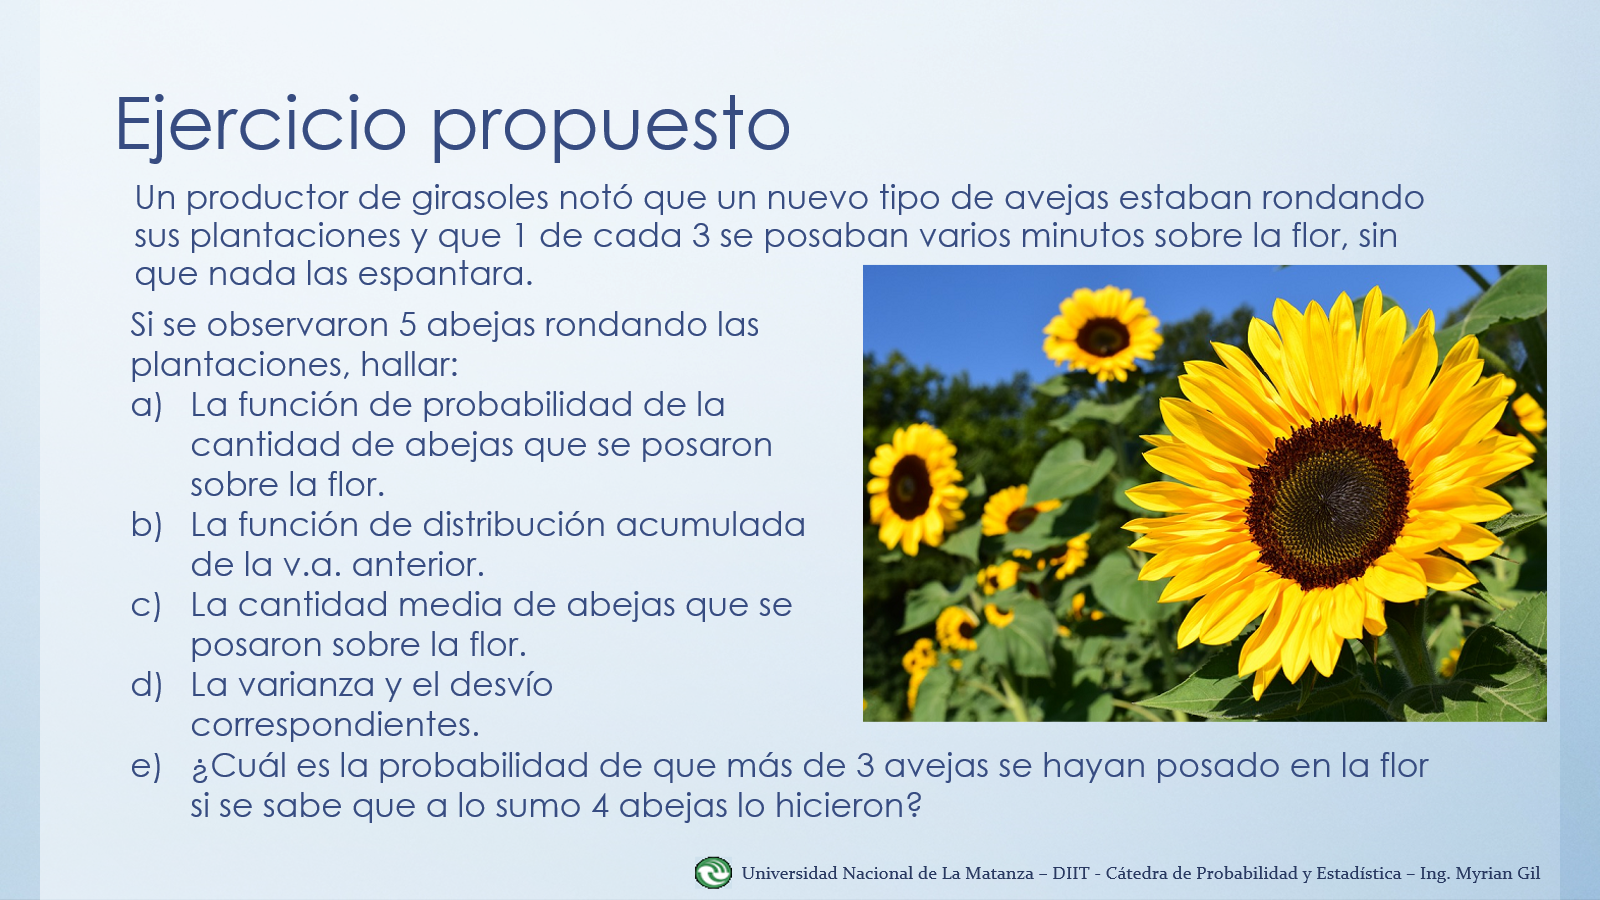 Ejercicio propuesto
Un productor de girasoles notó que un nuevo tipo de avejas estaban rondando
sus plantaciones y que 1 de cada 3 se posaban varios minutos sobre la flor, sin
que nada las espantara.
Si se observaron 5 abejas rondando las
plantaciones, hallar:
a) La función de probabilidad de la
cantidad de abejas que se posaron
sobre la flor.
b) La función de distribución acumulada
de la v.a. anterior.
c) La cantidad media de abejas que se
posaron sobre la flor.
d) La varianza y el desvío
correspondientes.
e) ¿Cuál es la probabilidad de que más de 3 avejas se hayan posado en la flor
si se sabe que a lo sumo 4 abejas lo hicieron?
Universidad Nacional de La Matanza – DIIT - Cátedra de Probabilidad y Estadística – Ing. Myrian Gil